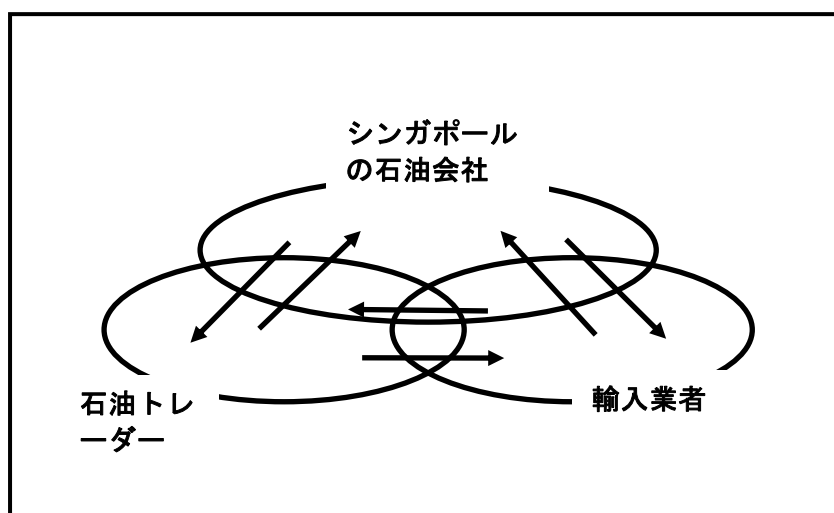 シンガポール
の石油会社
石油トレ
ーダー
輸入業者